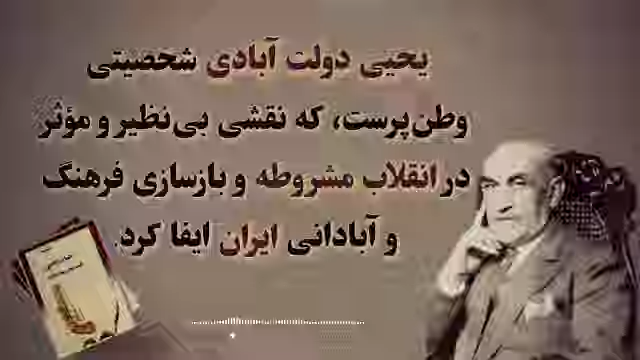 یحیی دولت آبادی شخصیتی
وطن‌پرست، که نقشی بی‌نظیر و مؤثر
در انقلاب مشروطه و بازسازی فرهنگ
و آبادانی ایران ایفا کرد.